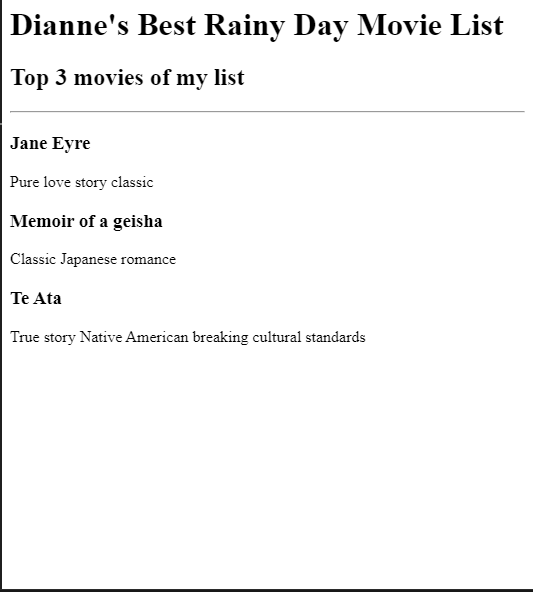 Dianne's Best Rainy Day Movie List
Top 3 movies of my list
Jane Eyre
Pure love story classic
Memoir of a geisha
Classic Japanese romance
Te Ata
True story Native American breaking cultural standards